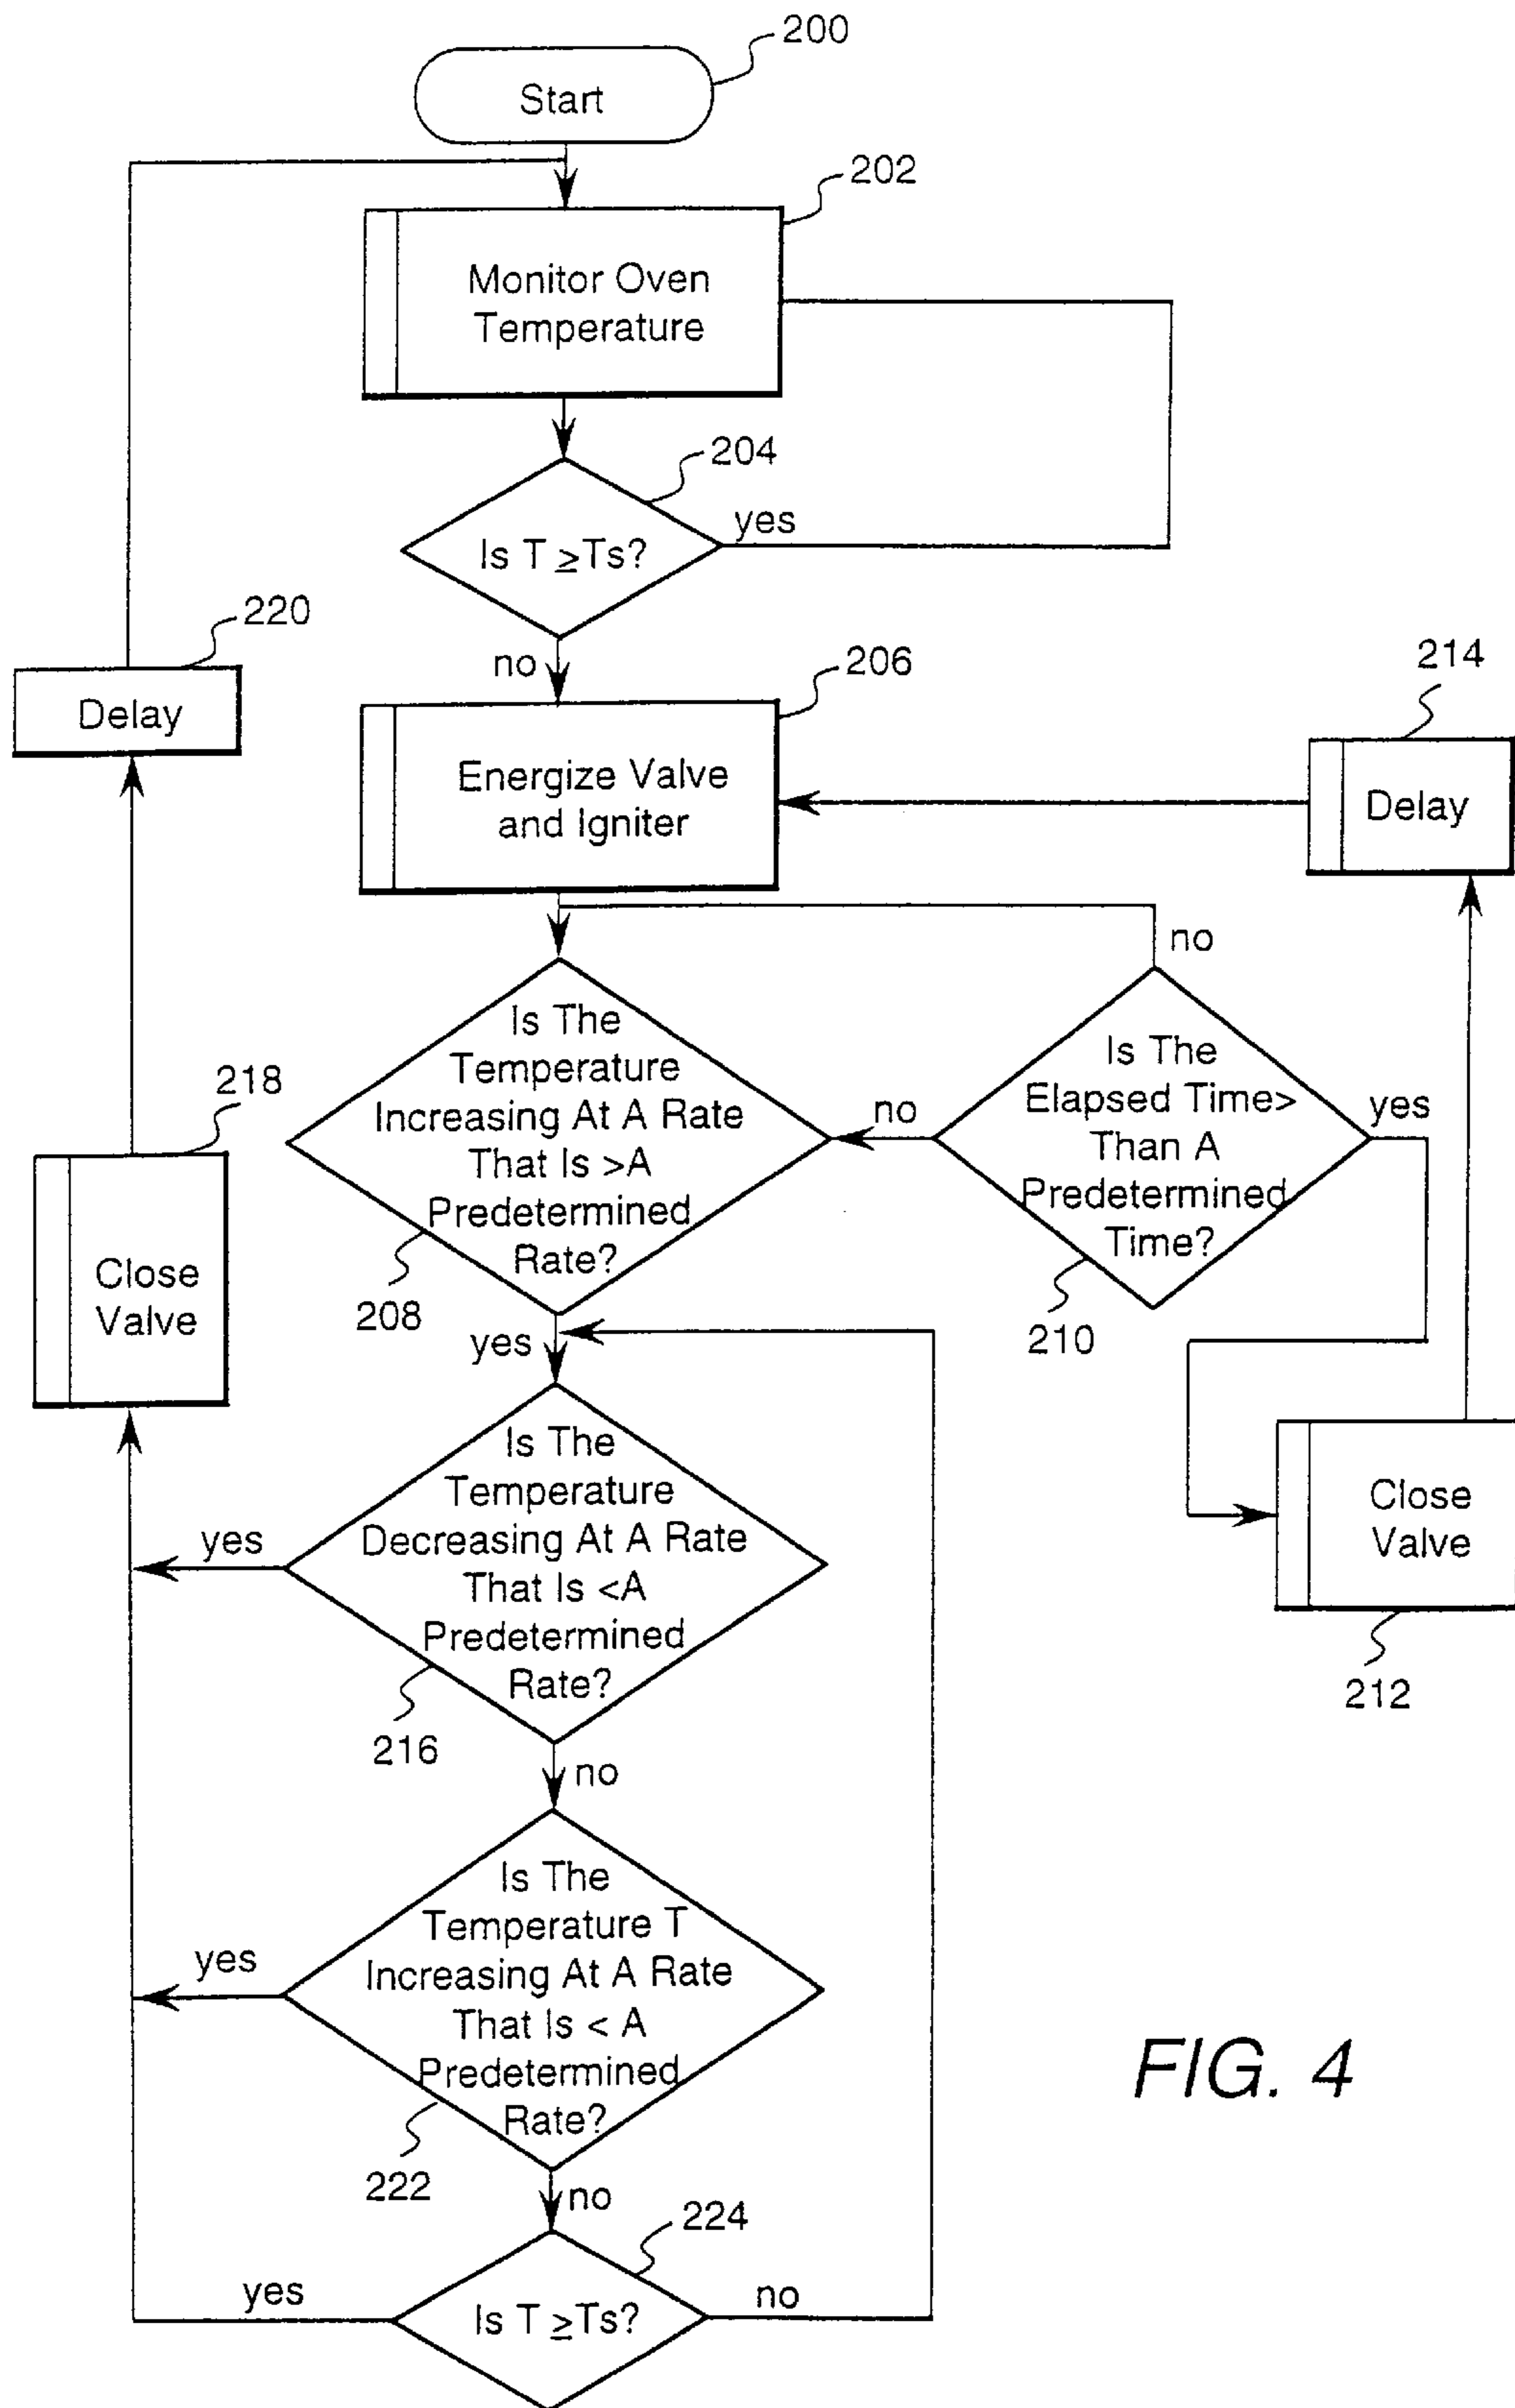 200
Start
202
Monitor Oven
Temperature
204
Is T ≥Ts?
yes
no
220
Delay
206
Energize Valve
and Igniter
214
Delay
no
Is The
Temperature
Increasing At A Rate
That Is >A
Predetermined
Rate?
208
no
Is The
Elapsed Time>
Than A
Predetermined
Time?
210
yes
218
Close
Valve
yes
Is The
Temperature
Decreasing At A Rate
That Is <A
Predetermined
Rate?
216
yes
Close
Valve
212
no
Is The
Temperature T
Increasing At A Rate
That Is < A
Predetermined
Rate?
222
yes
FIG. 4
no
224
Is T ≥Ts?
yes
no